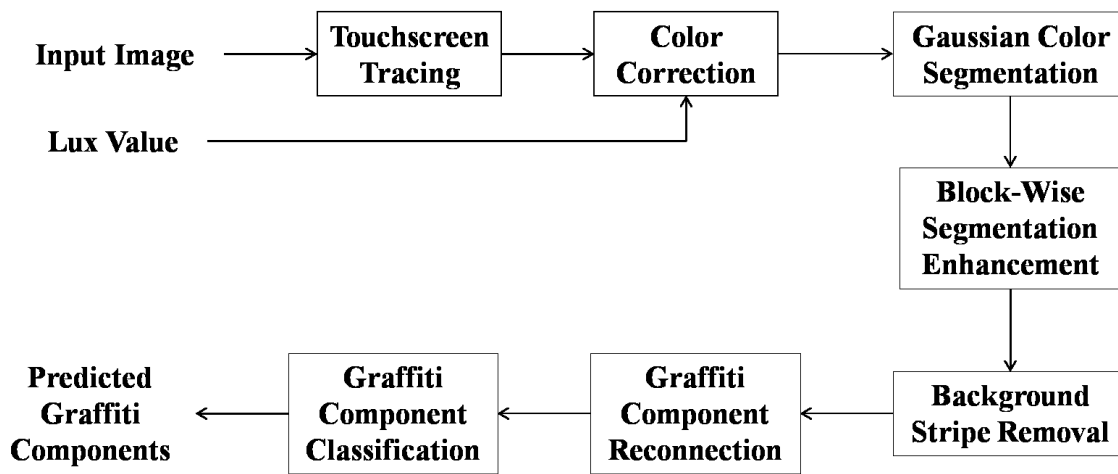 Input Image
Touchscreen
Tracing
Color
Correction
Gaussian Color
Segmentation
Lux Value
Block-Wise
Segmentation
Enhancement
Predicted
Graffiti
Components
Graffiti
Component
Classification
Graffiti
Component
Reconnection
Background
Stripe Removal